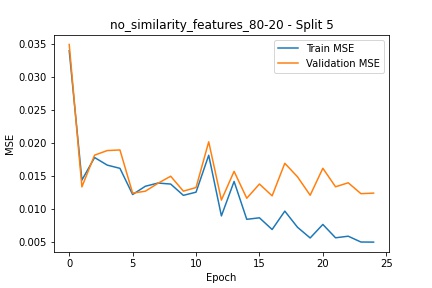 no_similarity_features_80-20 - Split 5
Train MSE
Validation MSE
0.035
0.030
0.025
0.020
0.015
0.010
0.005
MSE
0 5 10 15 20 25
Epoch